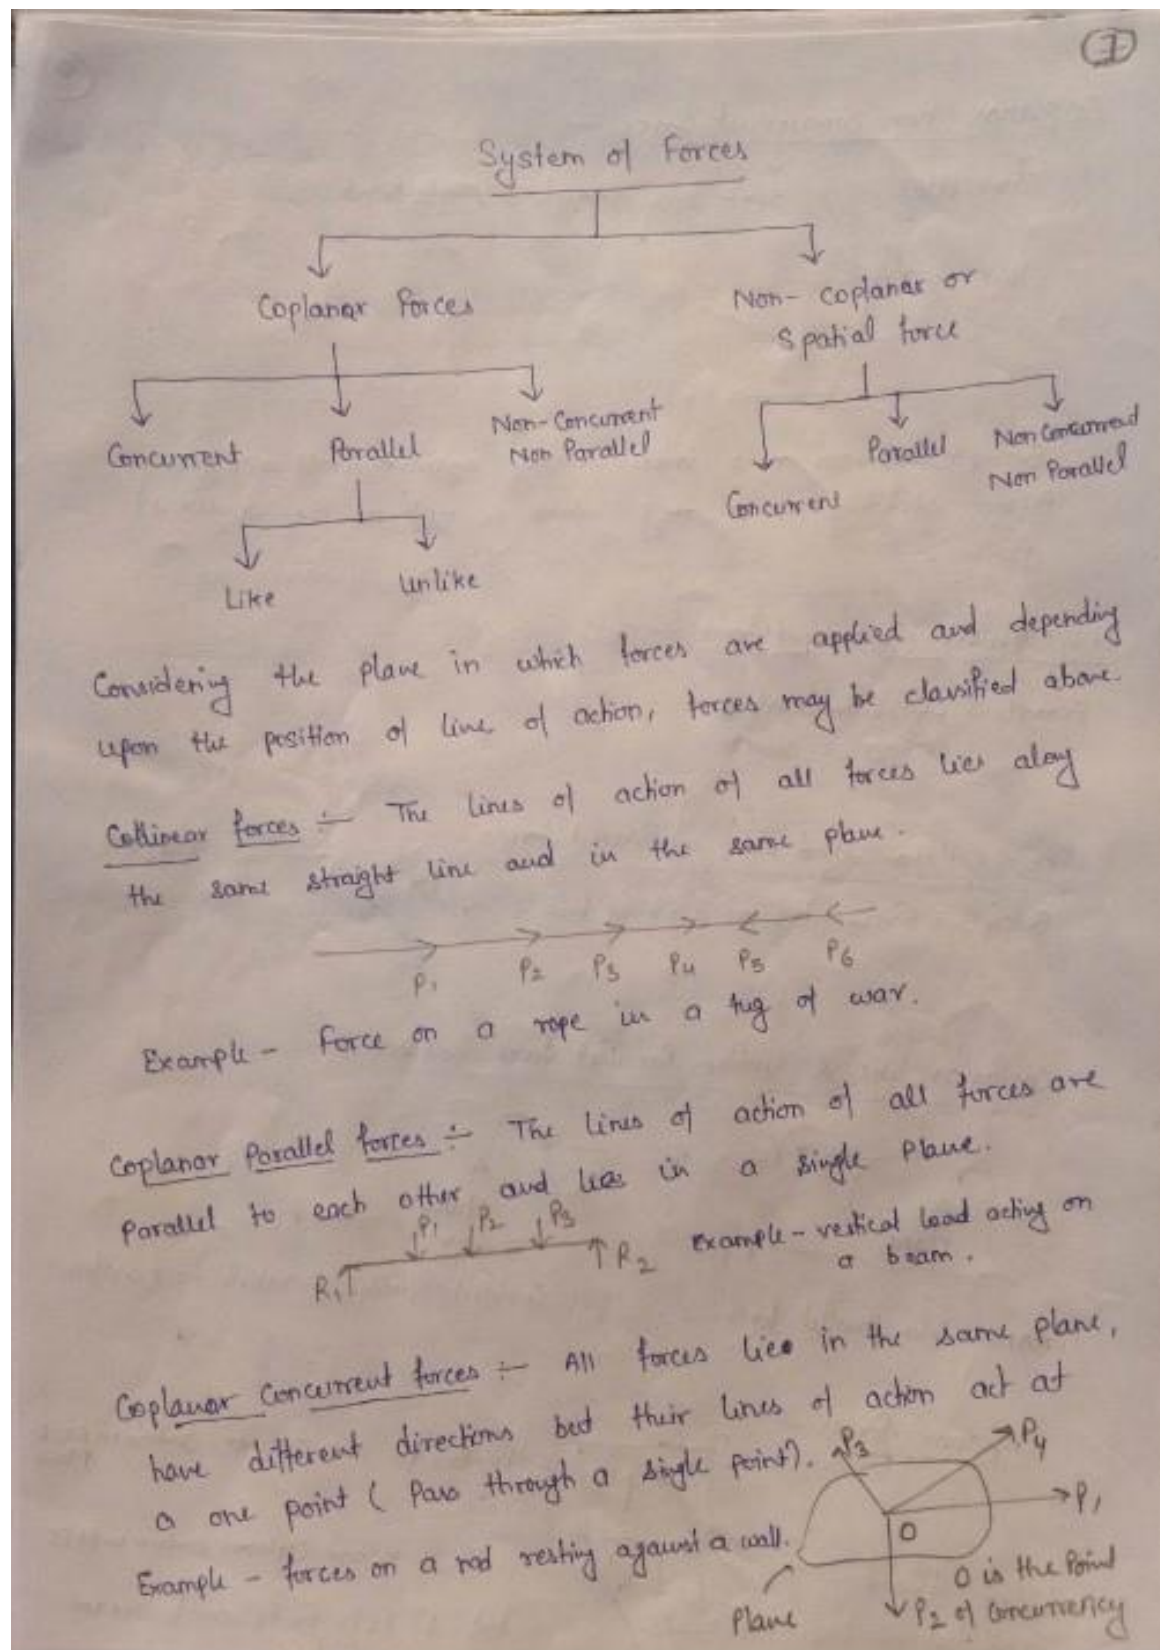 1
System of Forces
Coplanar Forces
Non- Coplanar or
Spatial force
Concurrent
Parallel
Non-Concurrent
Non Parallel
Concurrent
Parallel
Non Concurrend
Non Parallel
Like
Unlike
Considering the plane in which forces are applied and depending
upon the position of line of action, forces may be classified above.
Collinear forces :- The lines of action of all forces lies along
the same straight line and in the same plane.
P1 P2 P3 P4 P5 P6
Example - Force on a rope in a tug of war.
Coplanar Parallel forces :- The lines of action of all forces are
Parallel to each other and lies in a single Plane.
P1 P2 P3
R1 R2
Example - vertical load acting on
a beam.
Coplanar Concurrent forces :- All forces lies in the same plane,
have different directions but their lines of action act at
a one point (Pass through a single point).
P3 P4
P1
O
Example - forces on a rod resting against a wall.
O is the Point
of Concurrency
P2
Plane